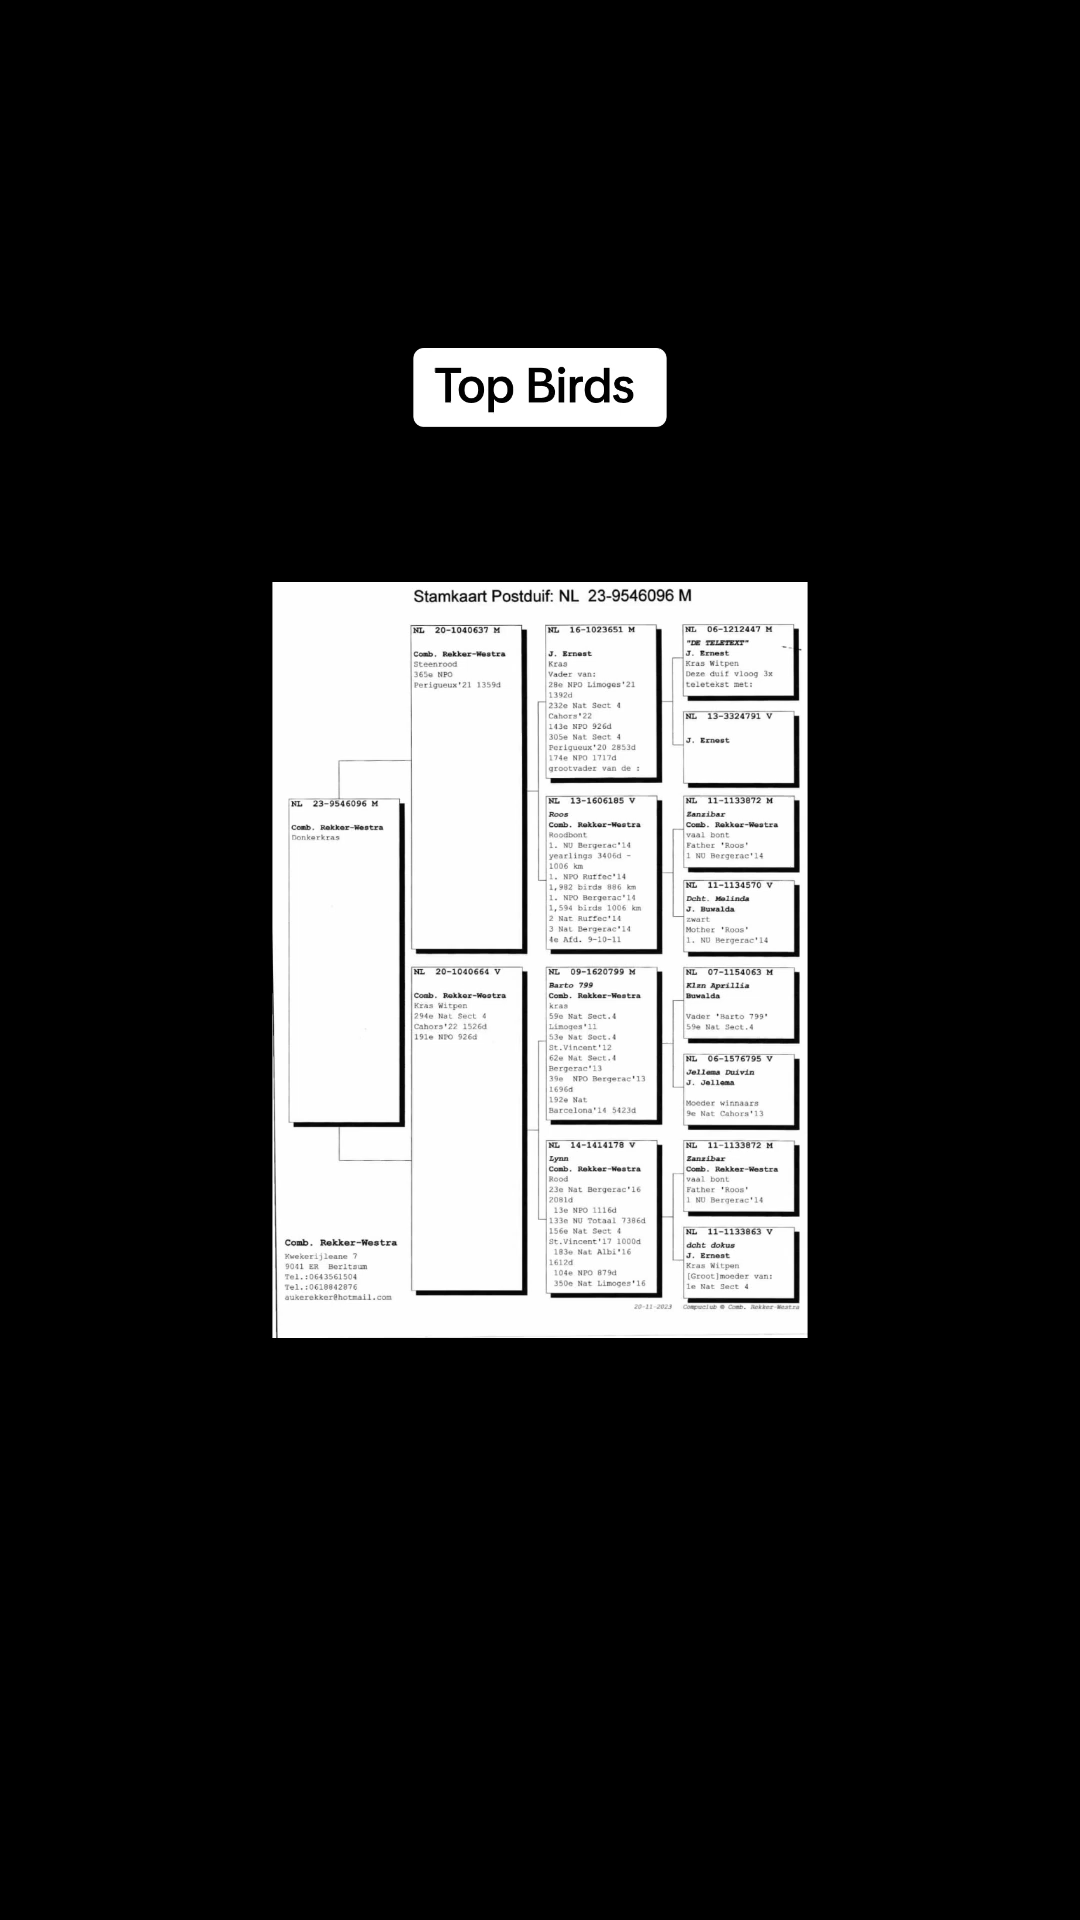 Top Birds
Stamkaart Postduif: NL 23-9546096 M
NL 23-9546096 M
Comb. Rekker-Westra
Donkerkras
NL 20-1040637 M
Comb. Rekker-Westra
Steenrood
365e NPO
Perigueux'21 1359d
NL 20-1040664 V
Comb. Rekker-Westra
Kras Witpen
294e Nat Sect 4
Cahors'22 1526d
191e NPO 926d
NL 16-1023651 M
J. Ernest
Kras
Vader van:
28e NPO Limoges'21
1392d
232e Nat Sect 4
Cahors'22
143e NPO 926d
305e Nat Sect 4
Perigueux'20 2853d
174e NPO 1717d
grootvader van de :
NL 13-1606185 V
Roos
Comb. Rekker-Westra
Roodbont
1. NU Bergerac'14
yearlings 3406d -
1006 km
1. NPO Ruffec'14
1,982 birds 886 km
1. NPO Bergerac'14
1,594 birds 1006 km
2 Nat Ruffec'14
3 Nat Bergerac'14
4e Afd. 9-10-11
NL 09-1620799 M
Barto 799
Comb. Rekker-Westra
kras
59e Nat Sect.4
Limoges'11
53e Nat Sect.4
St.Vincent'12
62e Nat Sect.4
Bergerac'13
39e NPO Bergerac'13
1696d
192e Nat
Barcelona'14 5423d
NL 14-1414178 V
Lynn
Comb. Rekker-Westra
Rood
23e Nat Bergerac'16
2081d
13e NPO 1116d
133e NU Totaal 7386d
156e Nat Sect 4
St.Vincent'17 1000d
183e Nat Albi'16
1612d
104e NPO 879d
350e Nat Limoges'16
NL 06-1212447 M
"DE TELETEXT"
J. Ernest
Kras Witpen
Deze duif vloog 3x
teletekst met:
NL 13-3324791 V
J. Ernest
NL 11-1133872 M
Zanzibar
Comb. Rekker-Westra
vaal bont
Father 'Roos'
1 NU Bergerac'14
NL 11-1134570 V
Dcht. Melinda
J. Buwalda
zwart
Mother 'Roos'
1. NU Bergerac'14
NL 07-1154063 M
Klzn Aprillia
Buwalda
Vader 'Barto 799'
59e Nat Sect.4
NL 06-1576795 V
Jellema Duivin
J. Jellema
Moeder winnaars
9e Nat Cahors'13
NL 11-1133872 M
Zanzibar
Comb. Rekker-Westra
vaal bont
Father 'Roos'
1 NU Bergerac'14
NL 11-1133863 V
dcht dokus
J. Ernest
Kras Witpen
[Groot]moeder van:
1e Nat Sect 4
Comb. Rekker-Westra
Kwekerijleane 7
9041 ER Berltsum
Tel.:0643561504
Tel.:0618842876
aukerekker@hotmail.com
20-11-2023 Compuclub © Comb. Rekker-Westra